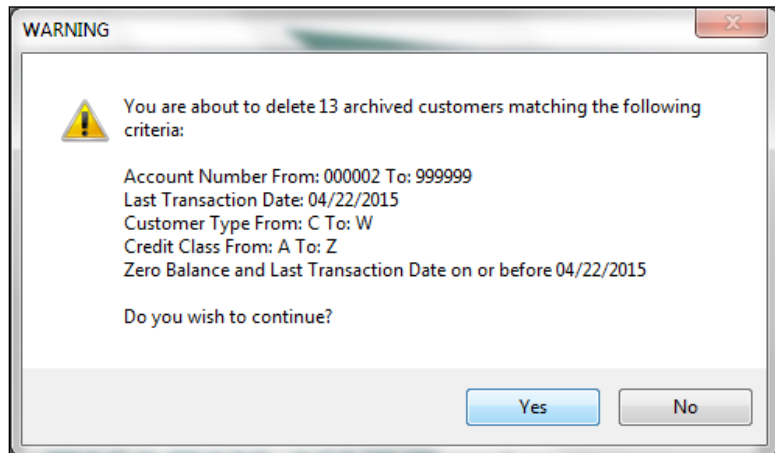 WARNING
You are about to delete 13 archived customers matching the following
criteria:
Account Number From: 000002 To: 999999
Last Transaction Date: 04/22/2015
Customer Type From: C To: W
Credit Class From: A To: Z
Zero Balance and Last Transaction Date on or before 04/22/2015
Do you wish to continue?
Yes No